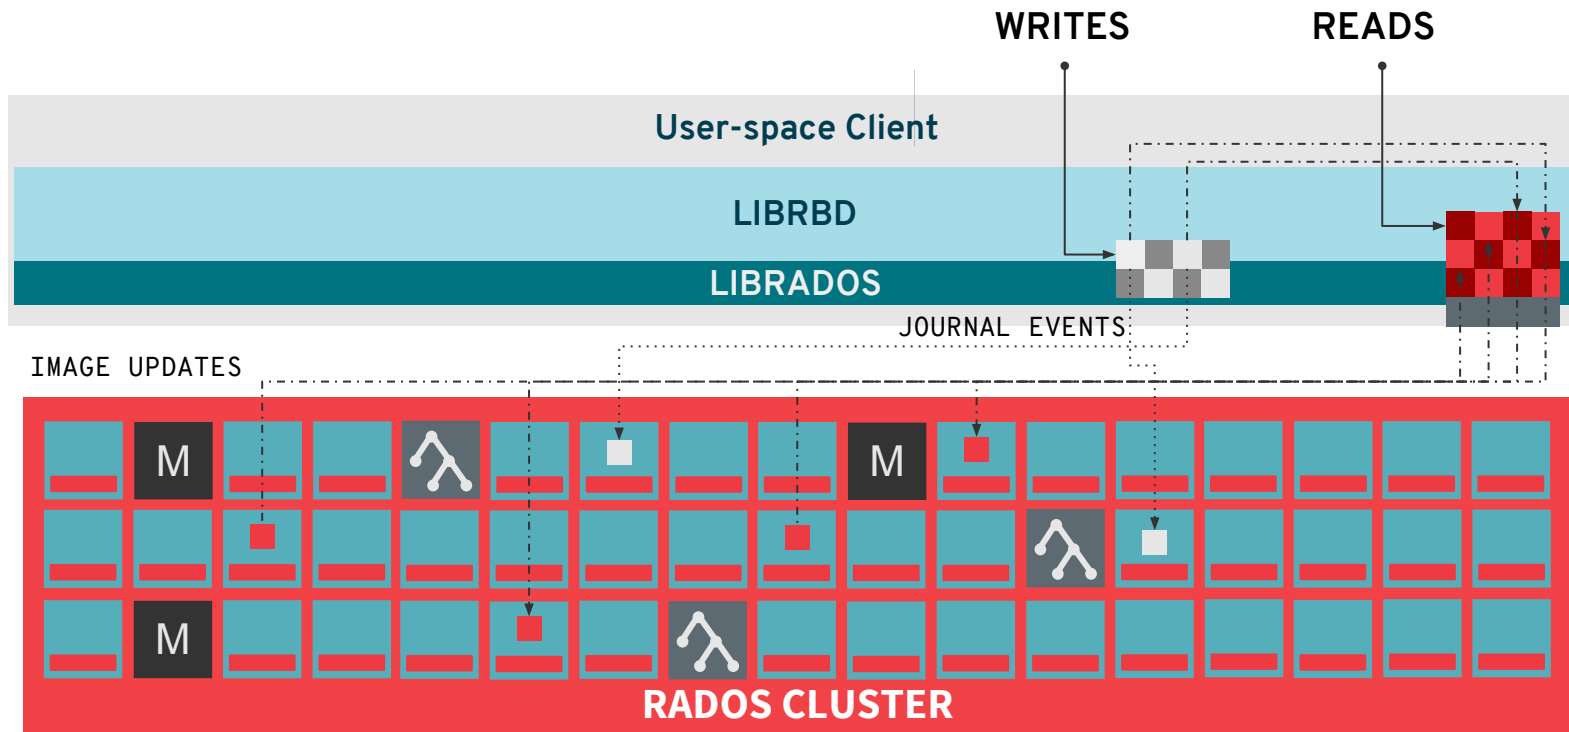 WRITES
READS
User-space Client
LIBRBD
LIBRADOS
JOURNAL EVENTS
IMAGE UPDATES
M
M
M
RADOS CLUSTER